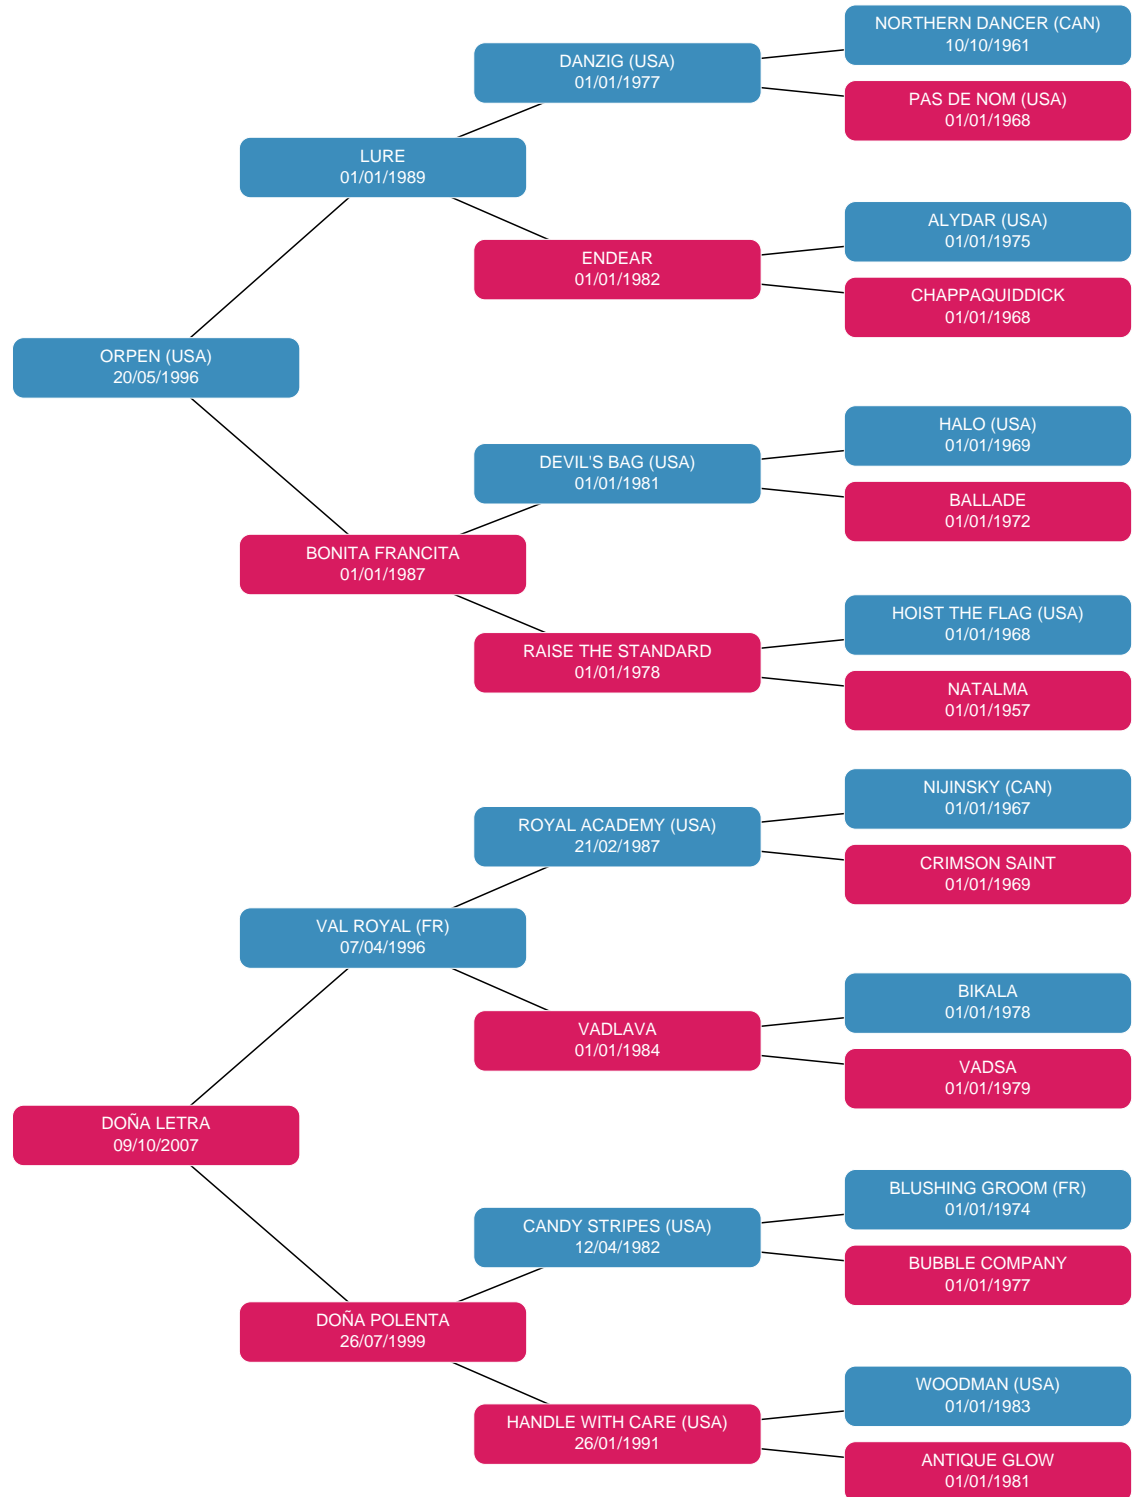 NORTHERN DANCER (CAN)
10/10/1961
DANZIG (USA)
01/01/1977
PAS DE NOM (USA)
01/01/1968
LURE
01/01/1989
ALYDAR (USA)
01/01/1975
ENDEAR
01/01/1982
CHAPPAQUIDDICK
01/01/1968
ORPEN (USA)
20/05/1996
HALO (USA)
01/01/1969
DEVIL'S BAG (USA)
01/01/1981
BALLADE
01/01/1972
BONITA FRANCITA
01/01/1987
HOIST THE FLAG (USA)
01/01/1968
RAISE THE STANDARD
01/01/1978
NATALMA
01/01/1957
NIJINSKY (CAN)
01/01/1967
ROYAL ACADEMY (USA)
21/02/1987
CRIMSON SAINT
01/01/1969
VAL ROYAL (FR)
07/04/1996
BIKALA
01/01/1978
VADLAVA
01/01/1984
VADSA
01/01/1979
DOÑA LETRA
09/10/2007
BLUSHING GROOM (FR)
01/01/1974
CANDY STRIPES (USA)
12/04/1982
BUBBLE COMPANY
01/01/1977
DOÑA POLENTA
26/07/1999
WOODMAN (USA)
01/01/1983
HANDLE WITH CARE (USA)
26/01/1991
ANTIQUE GLOW
01/01/1981